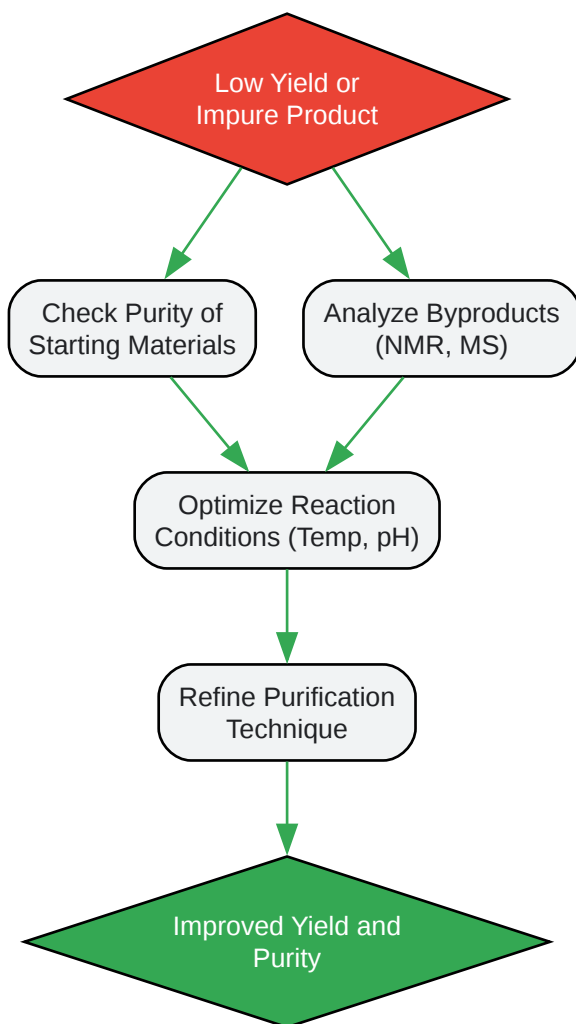 Low Yield or
Impure Product
Check Purity of
Starting Materials
Analyze Byproducts
(NMR, MS)
Optimize Reaction
Conditions (Temp, pH)
Refine Purification
Technique
Improved Yield and
Purity